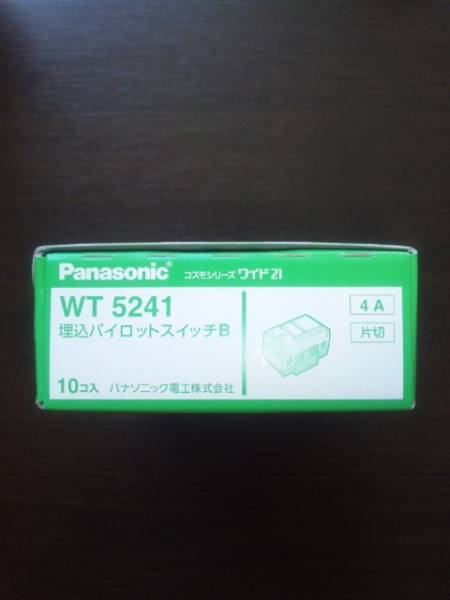 Panasonic® コスモシリーズ ワイド21
WT 5241
埋込パイロットスイッチB
4A
片切
10コ入 パナソニック電工株式会社